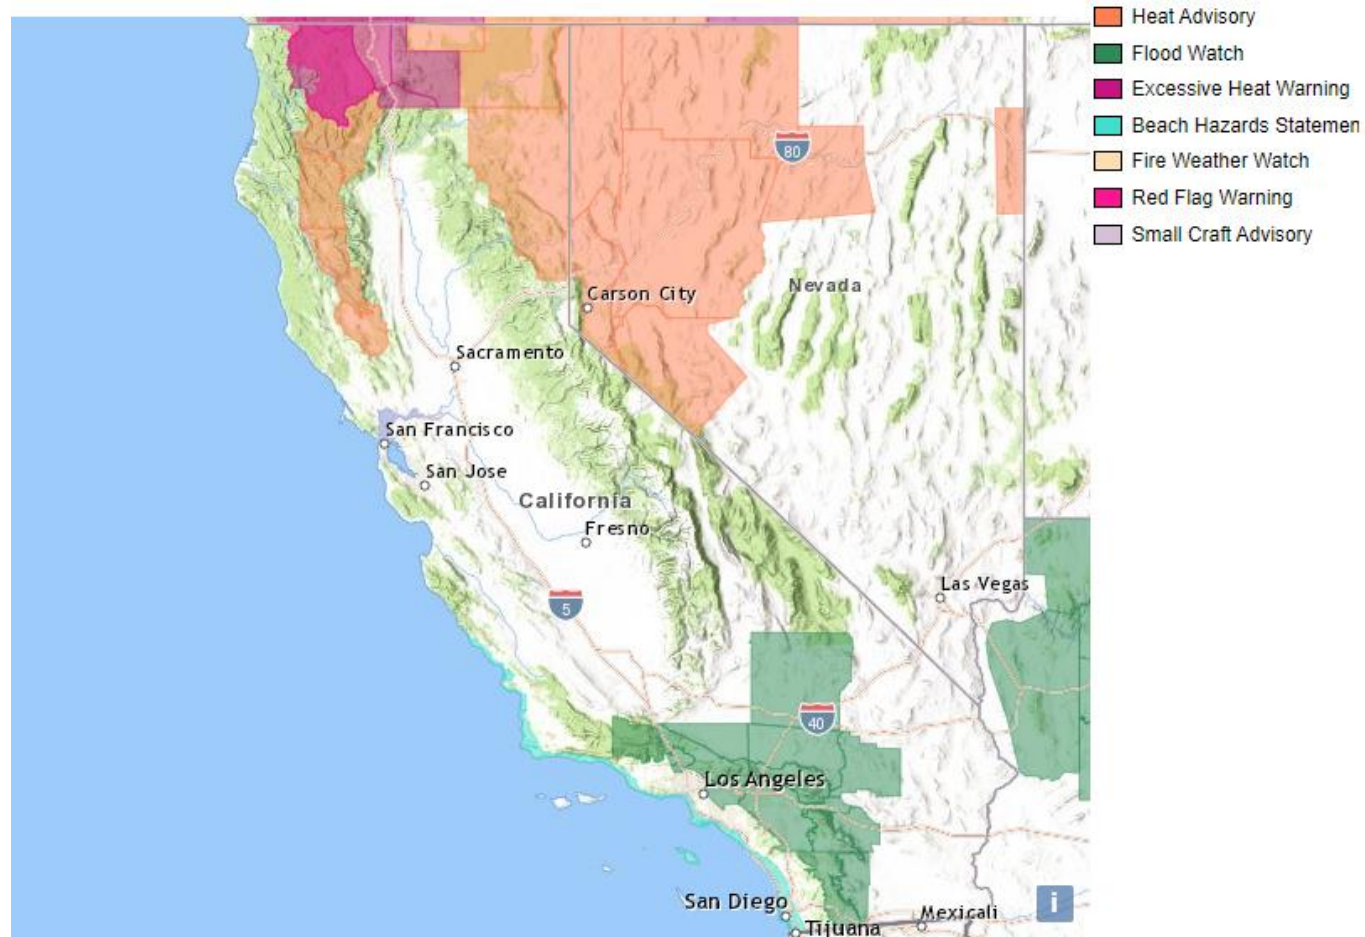 Heat Advisory
Flood Watch
Excessive Heat Warning
Beach Hazards Statemen
Fire Weather Watch
Red Flag Warning
Small Craft Advisory
80
Nevada
Carson City
Sacramento
San Francisco
San Jose
California
Fresno
Las Vegas
5
40
Los Angeles
San Diego
Mexicali
Tijuana
i